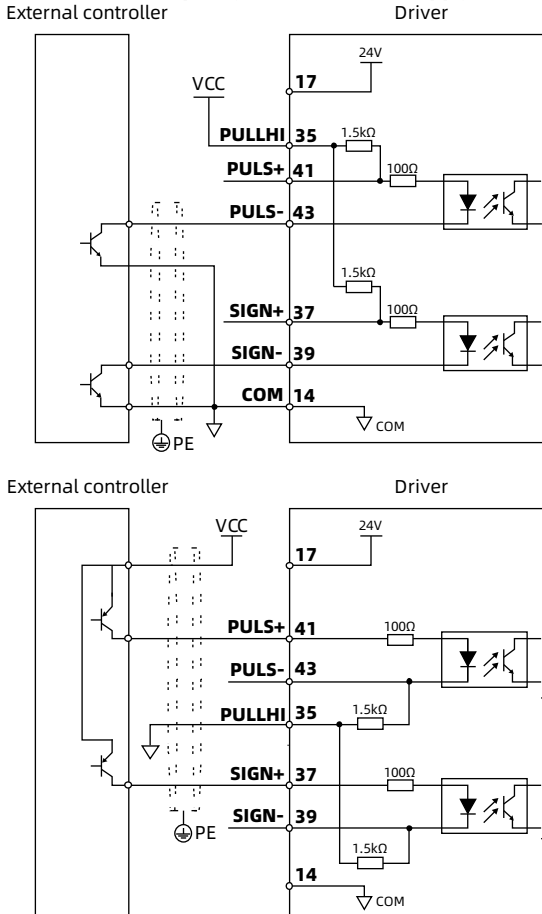 External controller Driver
24V
17
VCC
PULLHI 35 1.5kΩ
PULS+ 41 100Ω
PULS- 43
1.5kΩ
SIGN+ 37 100Ω
SIGN- 39
COM 14
COM
PE
External controller Driver
VCC 24V
17
PULS+ 41 100Ω
PULS- 43
PULLHI 35 1.5kΩ
SIGN+ 37 100Ω
SIGN- 39
PE
1.5kΩ
14
COM